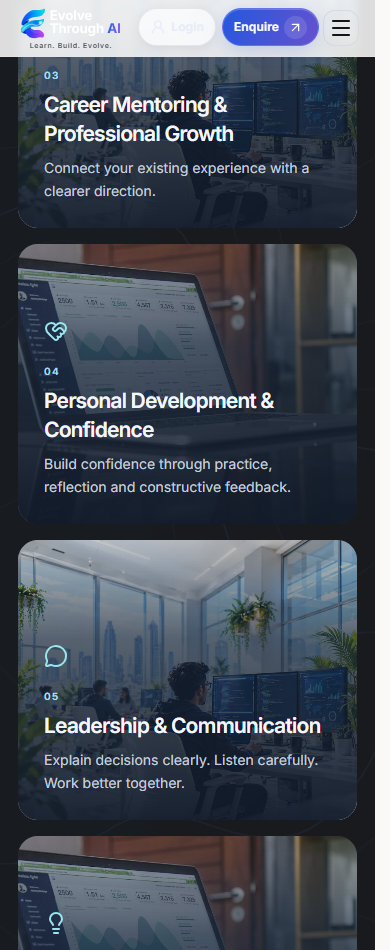 Evolve
Through AI
Learn. Build. Evolve.
Login
Enquire
03
Career Mentoring &
Professional Growth
Connect your existing experience with a
clearer direction.
04
Personal Development &
Confidence
Build confidence through practice,
reflection and constructive feedback.
05
Leadership & Communication
Explain decisions clearly. Listen carefully.
Work better together.